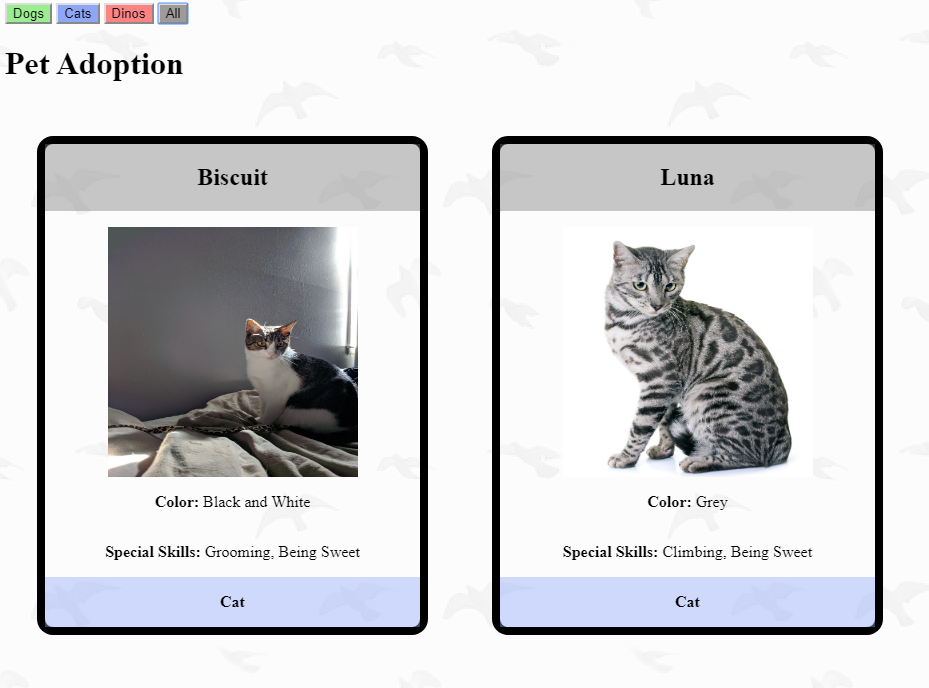 Dogs Cats Dinos All
Pet Adoption
Biscuit
Color: Black and White
Special Skills: Grooming, Being Sweet
Cat
Luna
Color: Grey
Special Skills: Climbing, Being Sweet
Cat